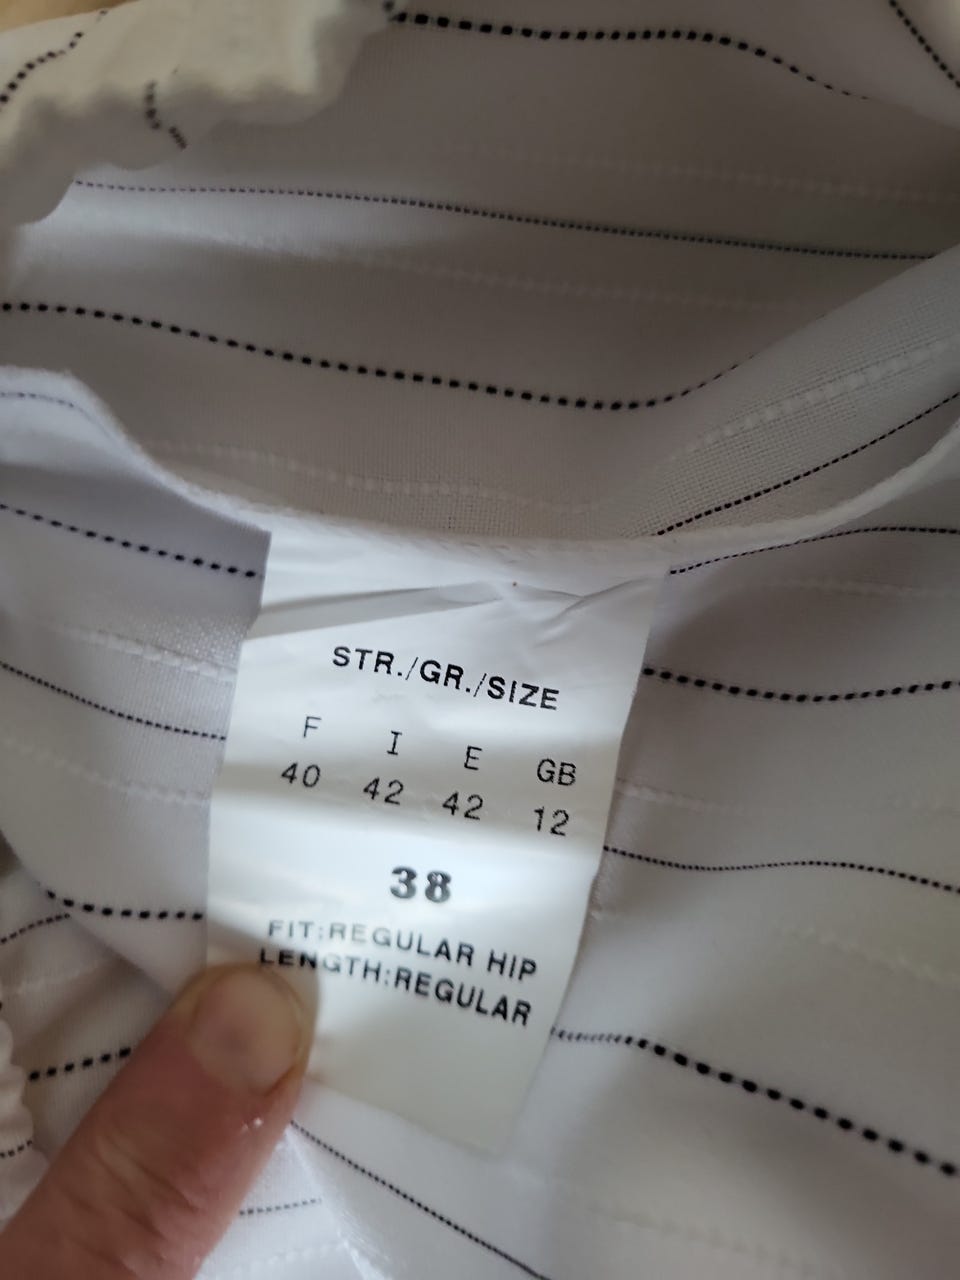 STR./GR./SIZE
F I E GB
40 42 42 12
38
FIT:REGULAR HIP
LENGTH:REGULAR